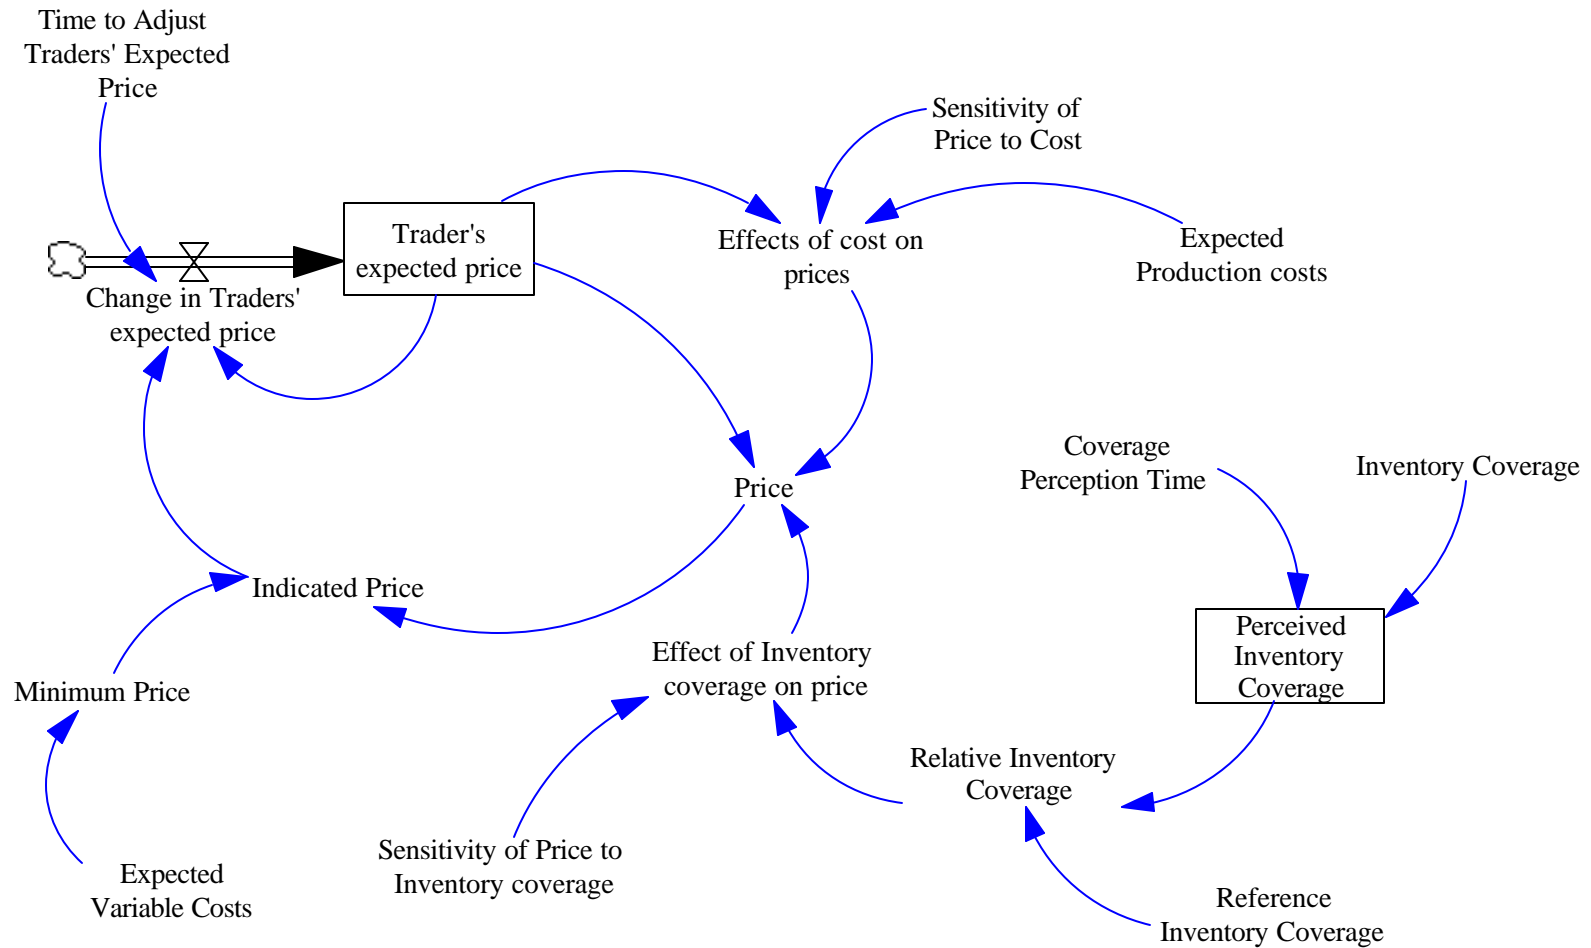 Time to Adjust
Traders' Expected
Price
Sensitivity of
Price to Cost
Trader's
expected price
Effects of cost on
prices
Expected
Production costs
Change in Traders'
expected price
Coverage
Perception Time
Inventory Coverage
Price
Indicated Price
Perceived
Inventory
Coverage
Effect of Inventory
coverage on price
Minimum Price
Relative Inventory
Coverage
Sensitivity of Price to
Inventory coverage
Expected
Variable Costs
Reference
Inventory Coverage